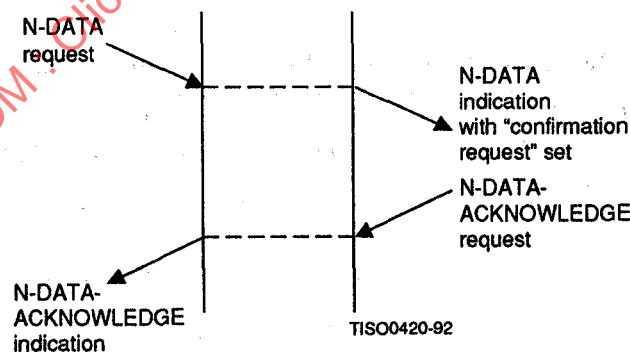 N-DATA
request
N-DATA
indication
with "confirmation
request" set
N-DATA-
ACKNOWLEDGE
request
N-DATA-
ACKNOWLEDGE
indication
TISO0420-92